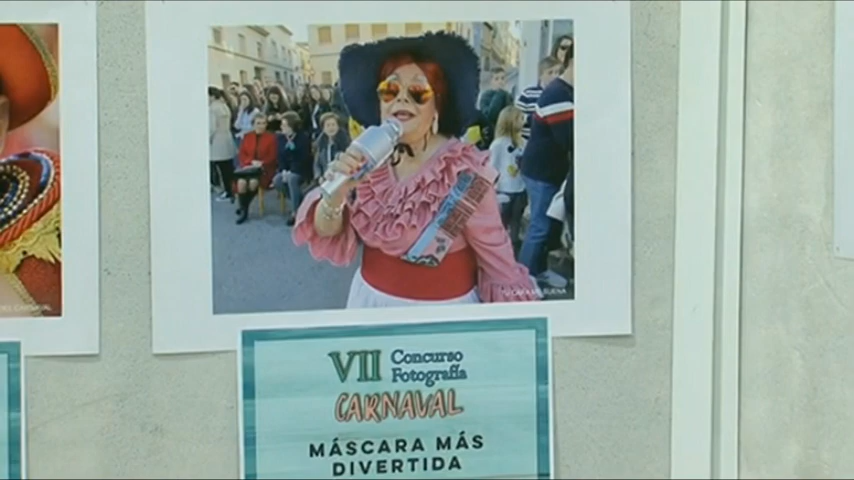 VII Concurso
Fotografía
CARNAVAL
MÁSCARA MÁS
DIVERTIDA